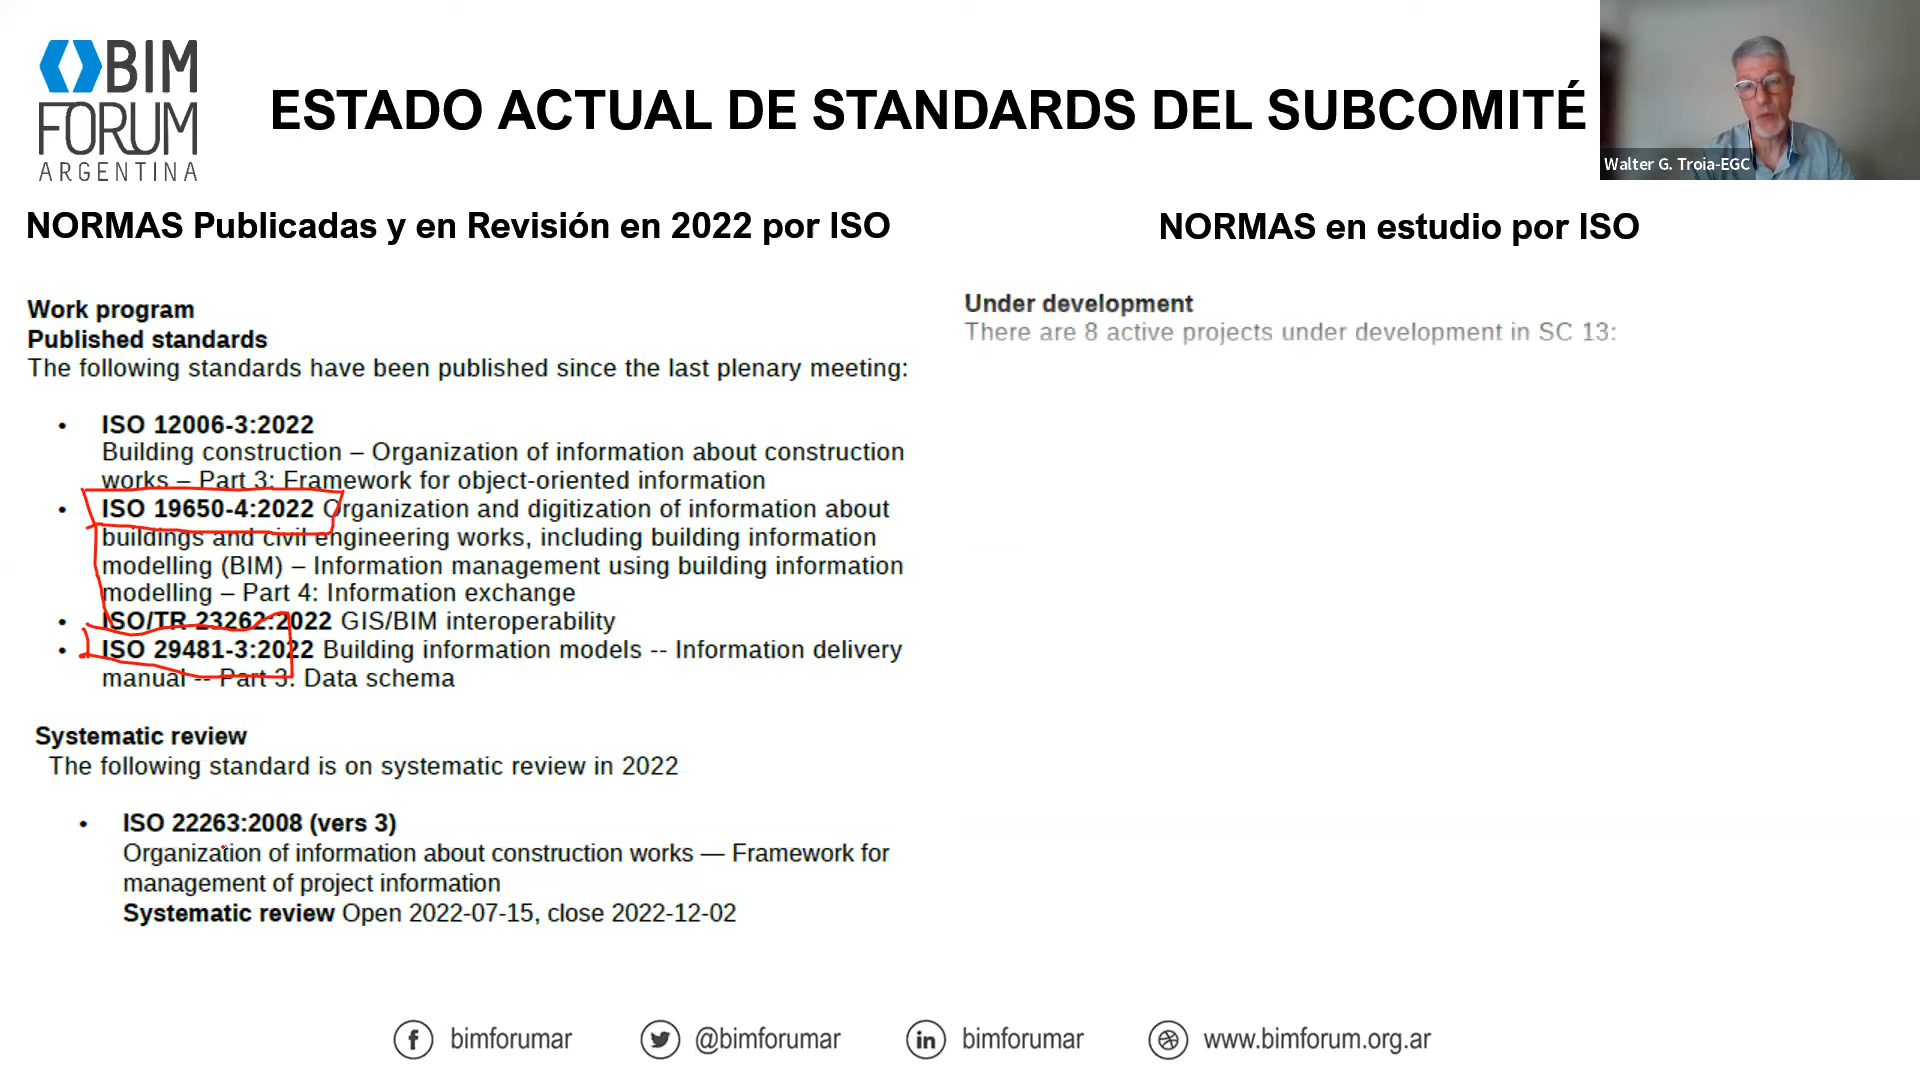 BIM
FORUM
ARGENTINA
ESTADO ACTUAL DE STANDARDS DEL SUBCOMITÉ
Walter G. Troia-EGC
NORMAS Publicadas y en Revisión en 2022 por ISO
Work program
Published standards
The following standards have been published since the last plenary meeting:
• ISO 12006-3:2022
Building construction – Organization of information about construction
works – Part 3: Framework for object-oriented information
• ISO 19650-4:2022 Organization and digitization of information about
buildings and civil engineering works, including building information
modelling (BIM) – Information management using building information
modelling – Part 4: Information exchange
• ISO/TR 23262:2022 GIS/BIM interoperability
• ISO 29481-3:2022 Building information models -- Information delivery
manual -- Part 3: Data schema
Systematic review
The following standard is on systematic review in 2022
• ISO 22263:2008 (vers 3)
Organization of information about construction works — Framework for
management of project information
Systematic review Open 2022-07-15, close 2022-12-02
NORMAS en estudio por ISO
Under development
There are 8 active projects under development in SC 13:
bimforumar
@bimforumar
bimforumar
www.bimforum.org.ar